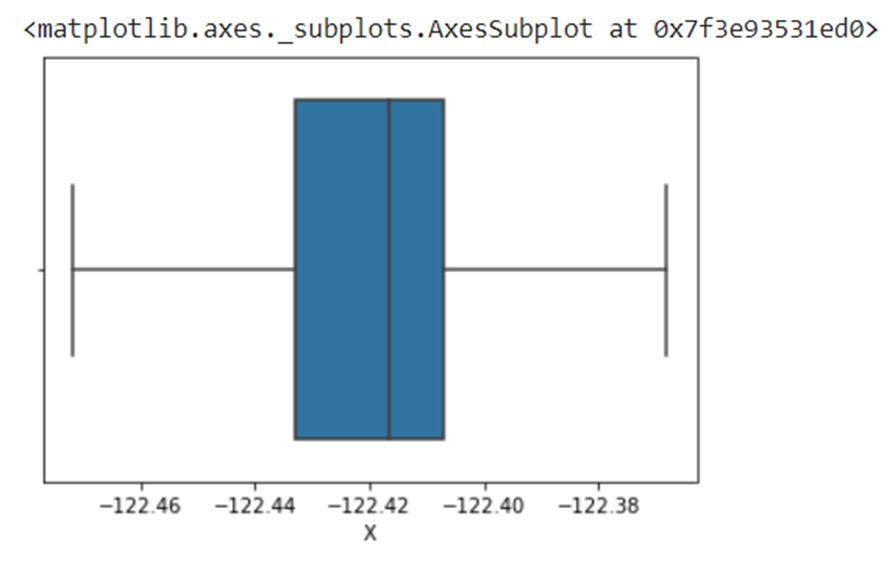 <matplotlib.axes._subplots.AxesSubplot at 0x7f3e93531ed0>
−122.46 −122.44 −122.42 −122.40 −122.38
X